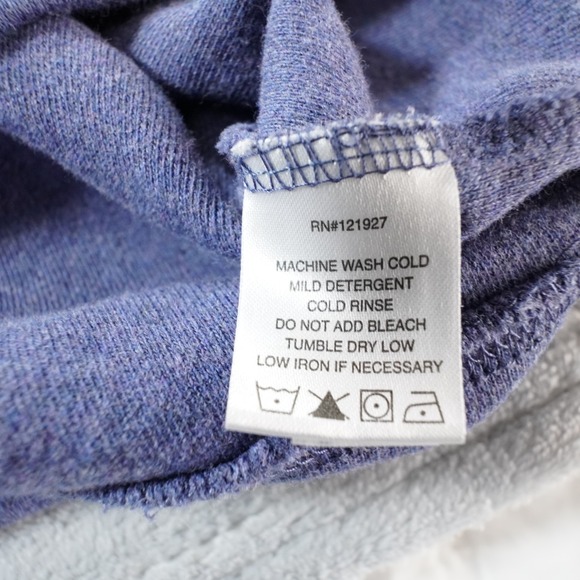 RN#121927
MACHINE WASH COLD
MILD DETERGENT
COLD RINSE
DO NOT ADD BLEACH
TUMBLE DRY LOW
LOW IRON IF NECESSARY